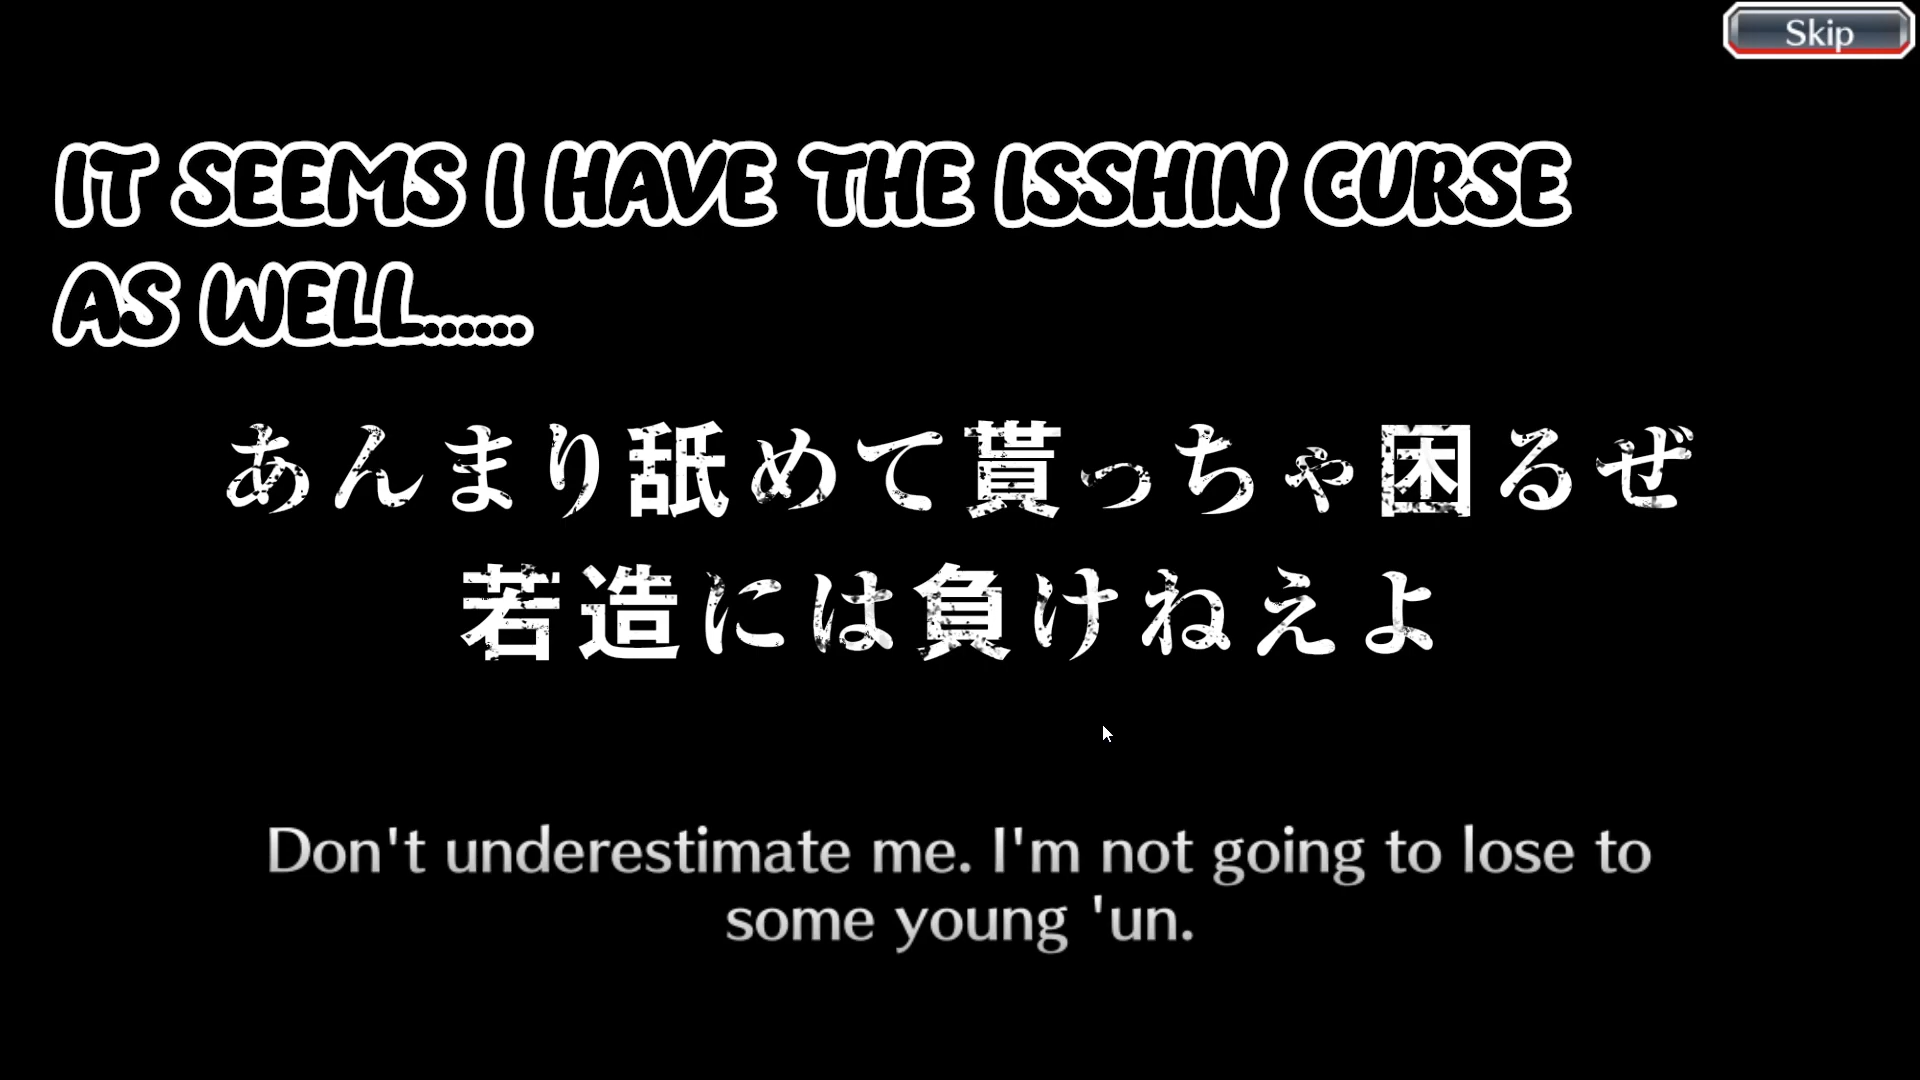 Skip
IT SEEMS I HAVE THE ISSHIN CURSE
AS WELL......
あんまり舐めて貰っちゃ困るぜ
若造には負けねえよ
Don't underestimate me. I'm not going to lose to
some young 'un.